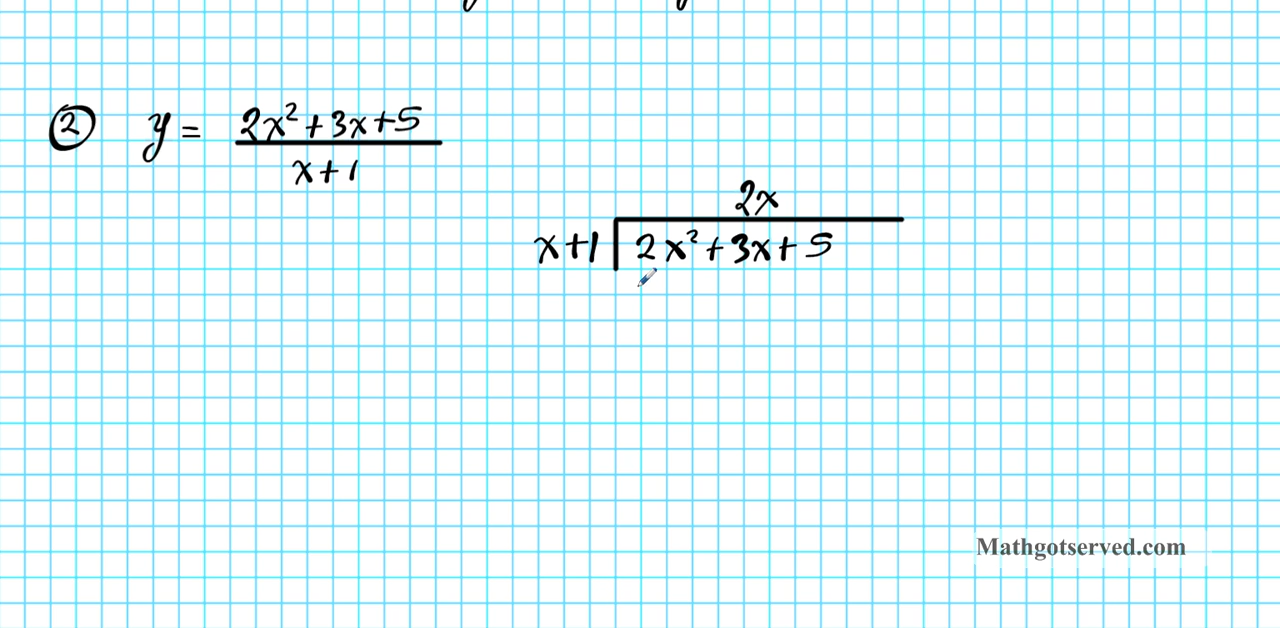 ② y = 2x² + 3x + 5
x + 1
2x
x + 1 2x² + 3x + 5
Mathgotserved.com